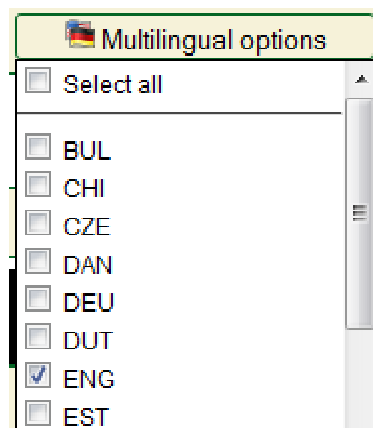 Multilingual options
Select all
BUL
CHI
CZE
DAN
DEU
DUT
ENG
EST